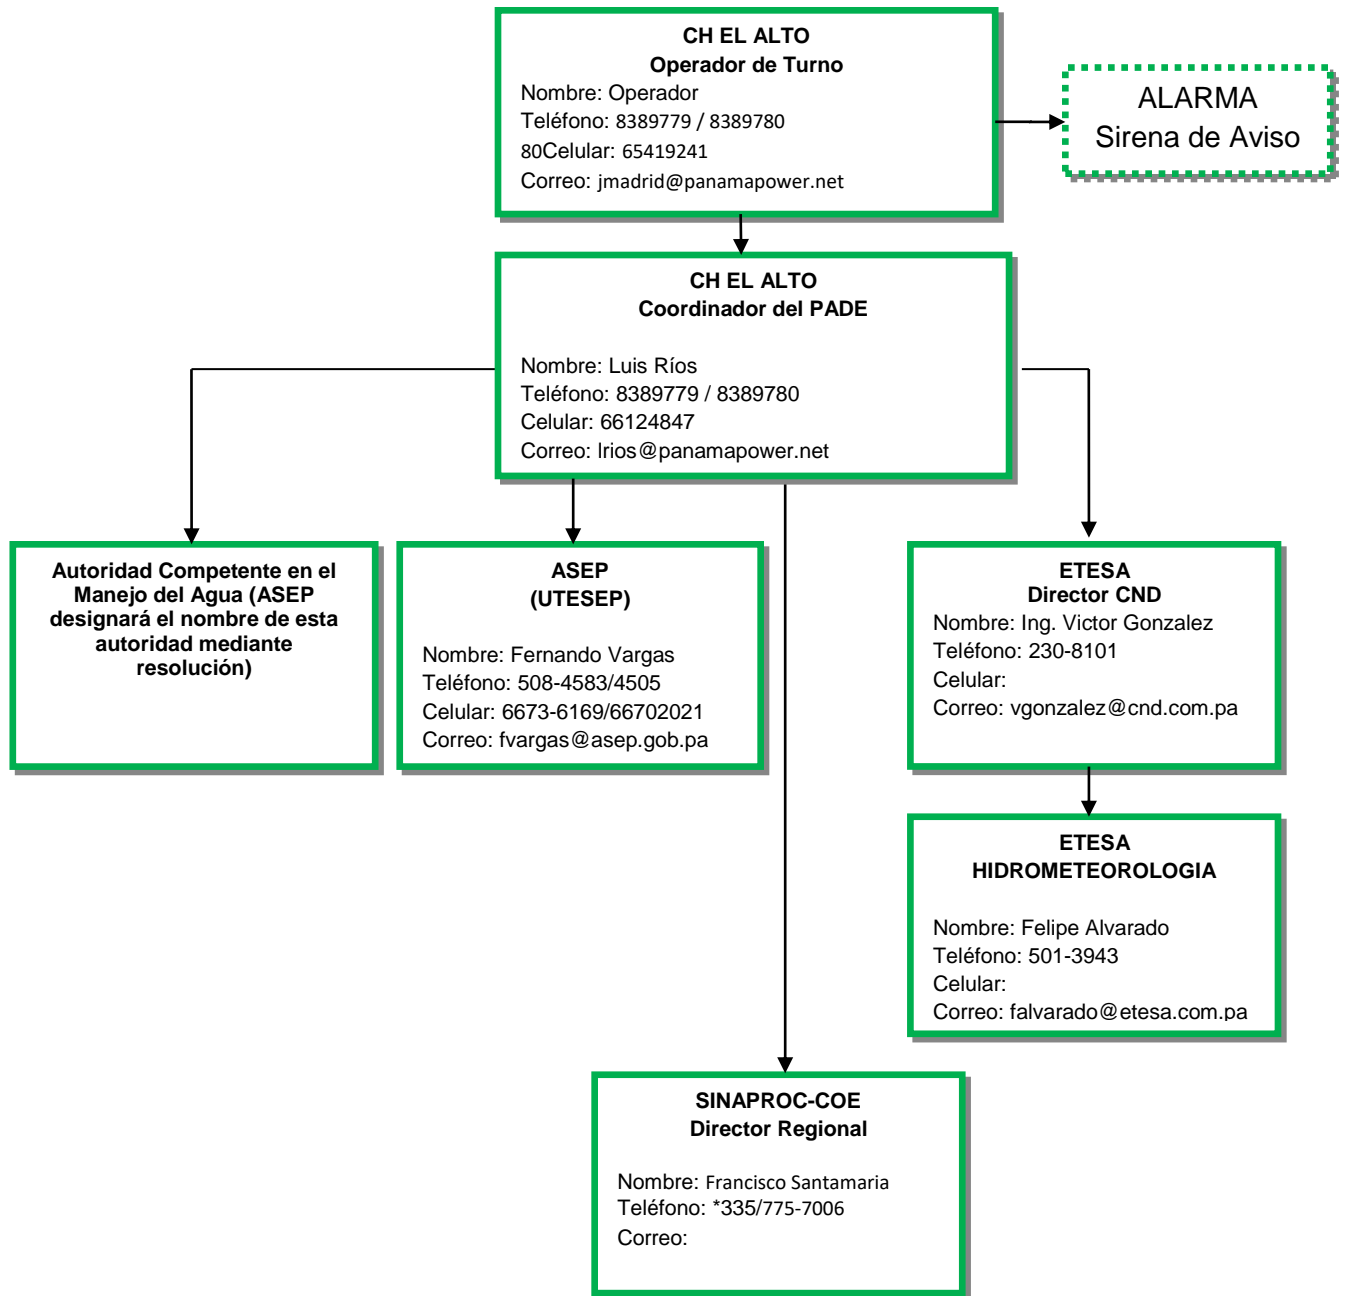 CH EL ALTO
Operador de Turno
Nombre: Operador
Teléfono: 8389779 / 8389780
80Celular: 65419241
Correo: jmadrid@panamapower.net
ALARMA
Sirena de Aviso
CH EL ALTO
Coordinador del PADE
Nombre: Luis Ríos
Teléfono: 8389779 / 8389780
Celular: 66124847
Correo: lrios@panamapower.net
Autoridad Competente en el
Manejo del Agua (ASEP
designará el nombre de esta
autoridad mediante
resolución)
ASEP
(UTESEP)
Nombre: Fernando Vargas
Teléfono: 508-4583/4505
Celular: 6673-6169/66702021
Correo: fvargas@asep.gob.pa
ETESA
Director CND
Nombre: Ing. Victor Gonzalez
Teléfono: 230-8101
Celular:
Correo: vgonzalez@cnd.com.pa
ETESA
HIDROMETEOROLOGIA
Nombre: Felipe Alvarado
Teléfono: 501-3943
Celular:
Correo: falvarado@etesa.com.pa
SINAPROC-COE
Director Regional
Nombre: Francisco Santamaria
Teléfono: *335/775-7006
Correo: